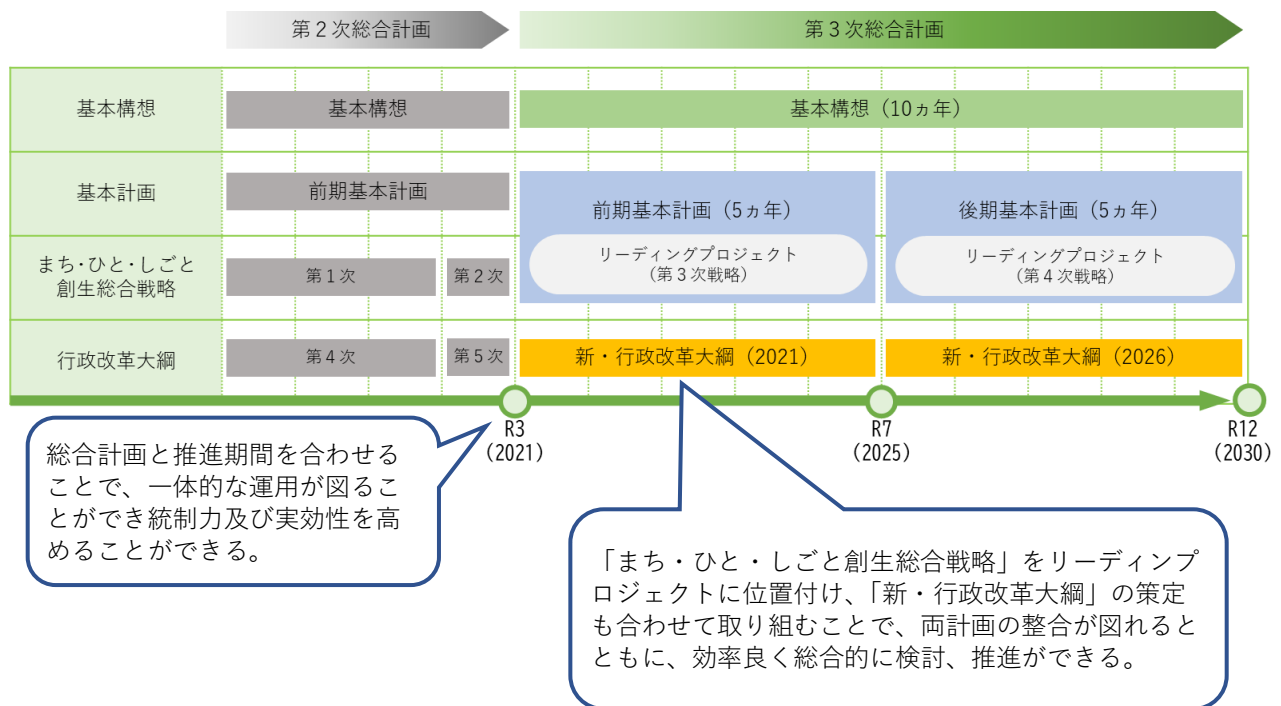 第２次総合計画
第３次総合計画
基本構想
基本構想
基本構想（10ヵ年）
基本計画
前期基本計画
前期基本計画（5ヵ年）
後期基本計画（5ヵ年）
まち・ひと・しごと
創生総合戦略
第１次
第２次
リーディングプロジェクト
（第３次戦略）
リーディングプロジェクト
（第４次戦略）
行政改革大綱
第４次
第５次
新・行政改革大綱（2021）
新・行政改革大綱（2026）
R3
（2021）
R7
（2025）
R12
（2030）
総合計画と推進期間を合わせる
ことで、一体的な運用が図るこ
とができ統制力及び実効性を高
めることができる。
「まち・ひと・しごと創生総合戦略」をリーディンプ
ロジェクトに位置付け、「新・行政改革大綱」の策定
も合わせて取り組むことで、両計画の整合が図れると
ともに、効率良く総合的に検討、推進ができる。